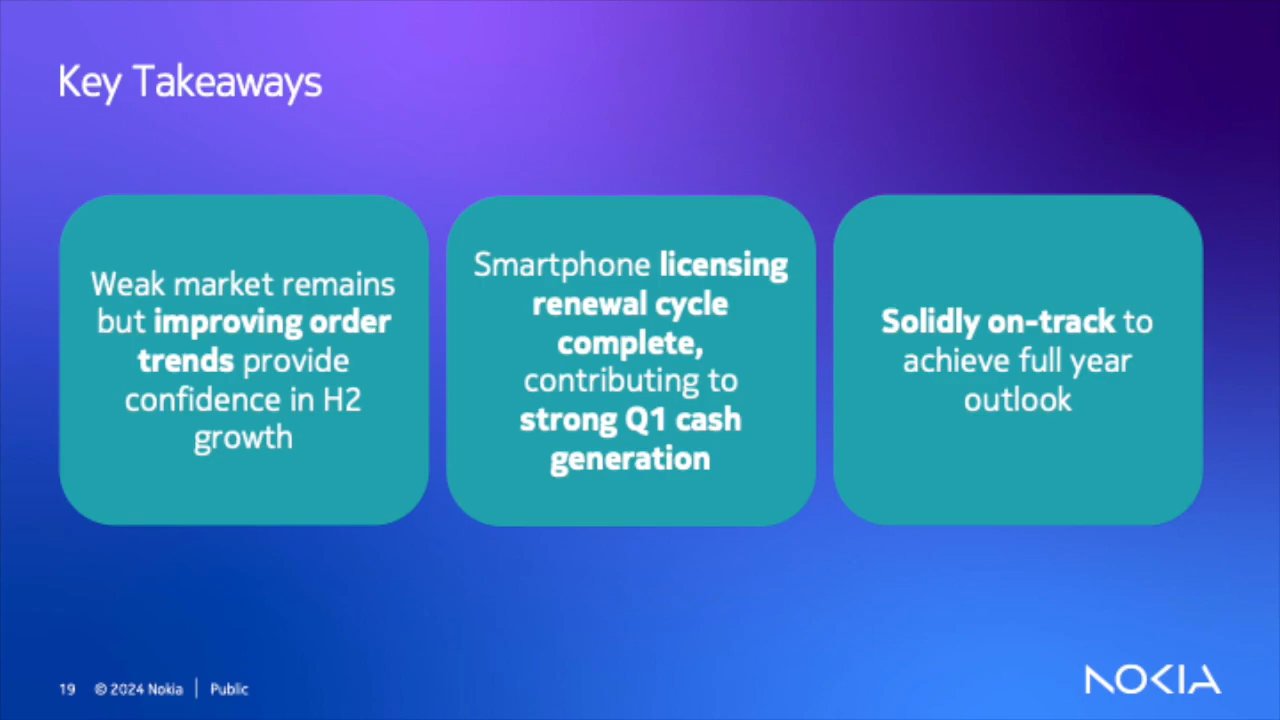 Key Takeaways
Weak market remains
but improving order
trends provide
confidence in H2
growth
Smartphone licensing
renewal cycle
complete,
contributing to
strong Q1 cash
generation
Solidly on-track to
achieve full year
outlook
19 © 2024 Nokia | Public
NOKIA